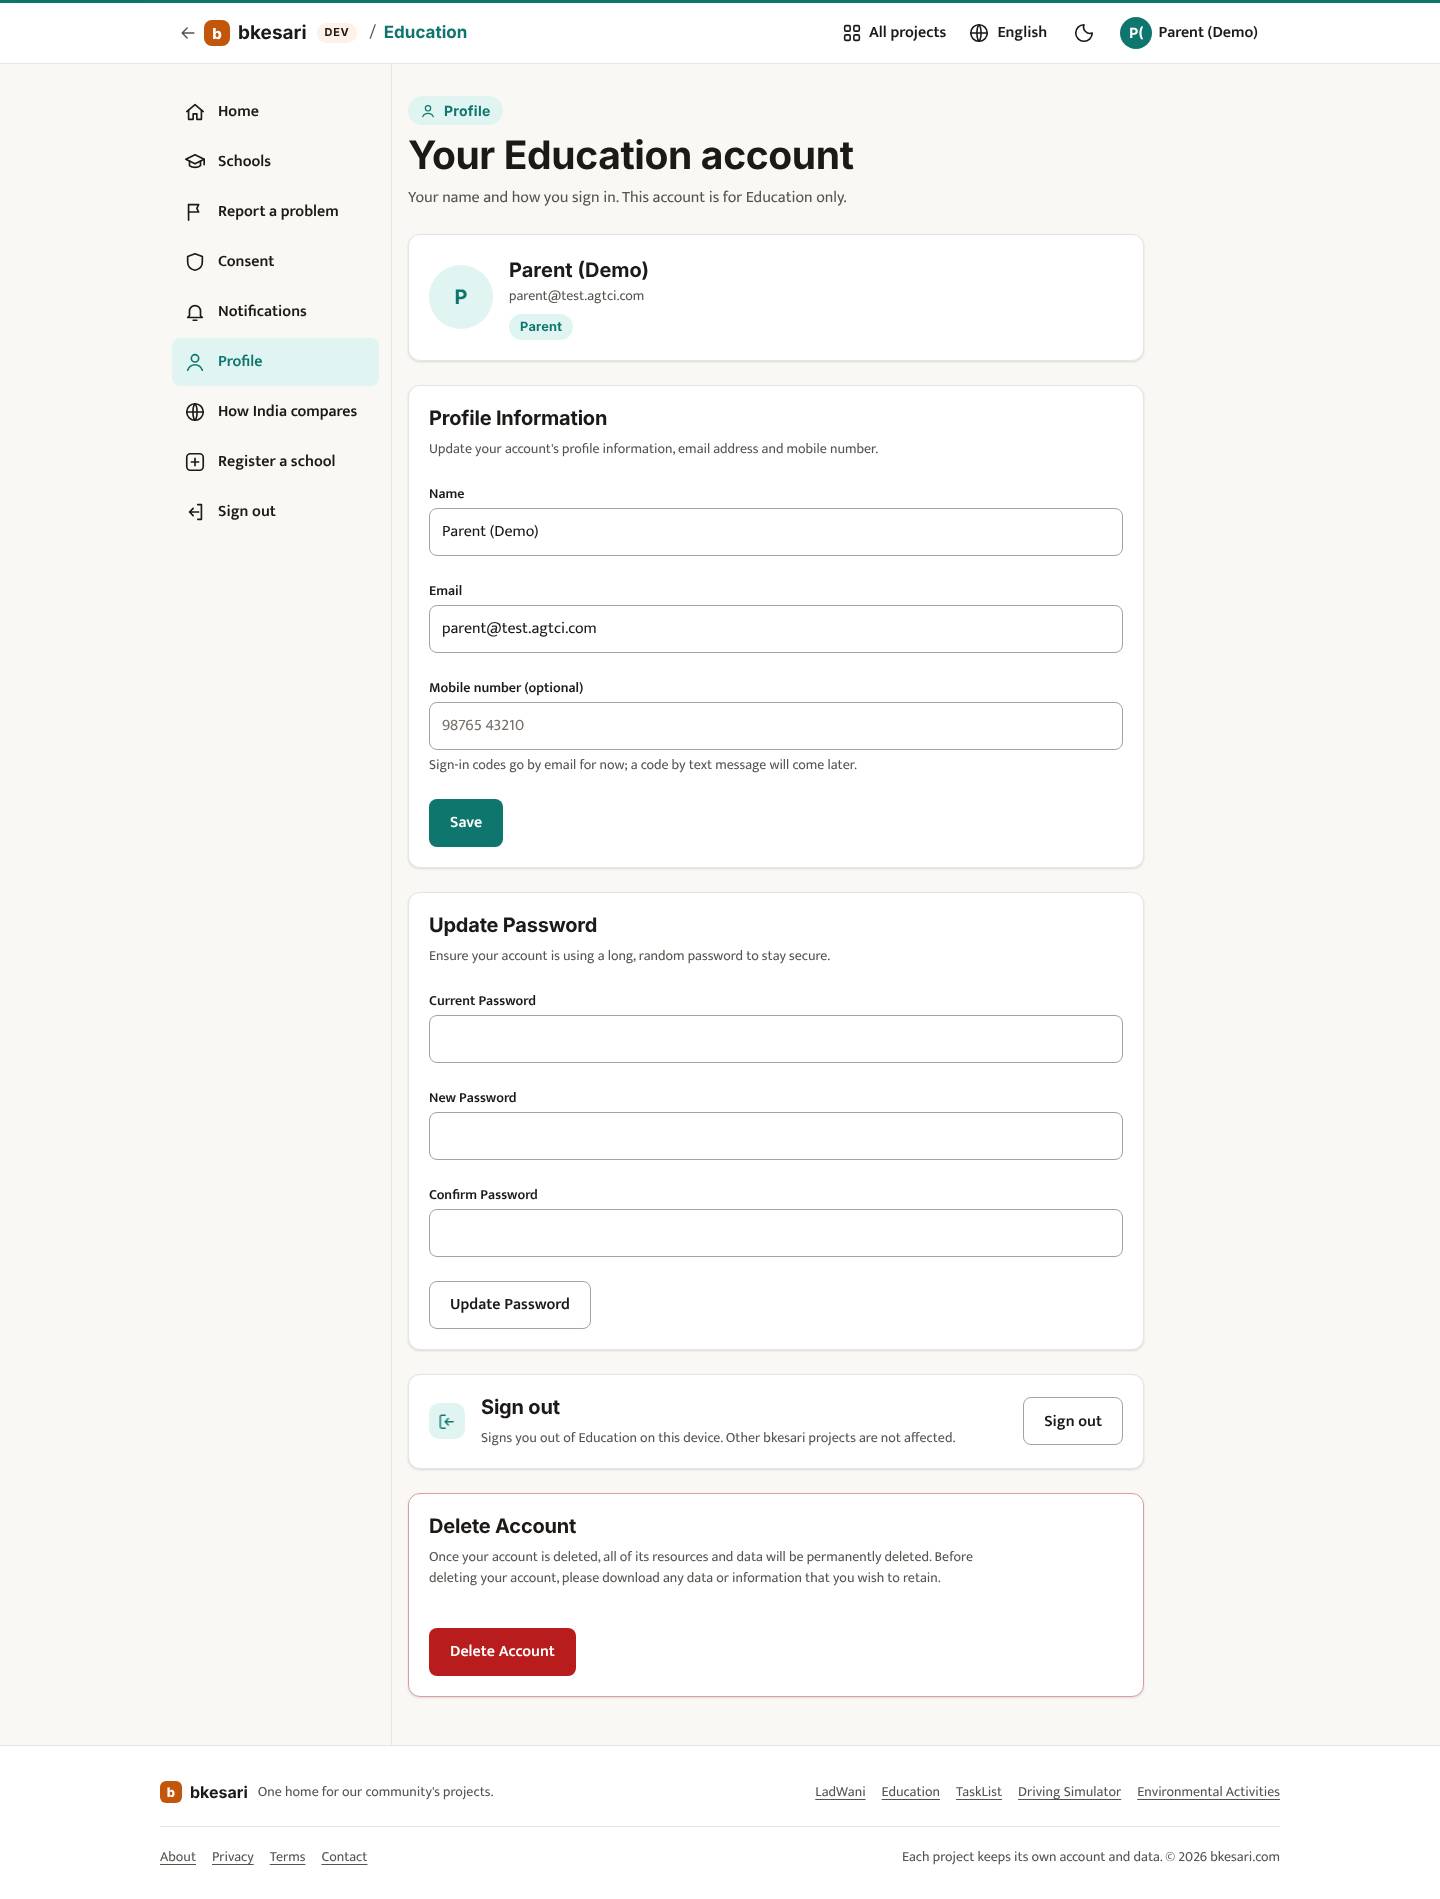 b bkesari DEV / Education
All projects English P( Parent (Demo)
Home
Schools
Report a problem
Consent
Notifications
Profile
How India compares
Register a school
Sign out
Profile
Your Education account
Your name and how you sign in. This account is for Education only.
P
Parent (Demo)
parent@test.agtci.com
Parent
Profile Information
Update your account's profile information, email address and mobile number.
Name
Parent (Demo)
Email
parent@test.agtci.com
Mobile number (optional)
98765 43210
Sign-in codes go by email for now; a code by text message will come later.
Save
Update Password
Ensure your account is using a long, random password to stay secure.
Current Password
New Password
Confirm Password
Update Password
Sign out
Signs you out of Education on this device. Other bkesari projects are not affected.
Sign out
Delete Account
Once your account is deleted, all of its resources and data will be permanently deleted. Before
deleting your account, please download any data or information that you wish to retain.
Delete Account
b bkesari One home for our community's projects.
LadWani Education TaskList Driving Simulator Environmental Activities
About Privacy Terms Contact
Each project keeps its own account and data. © 2026 bkesari.com